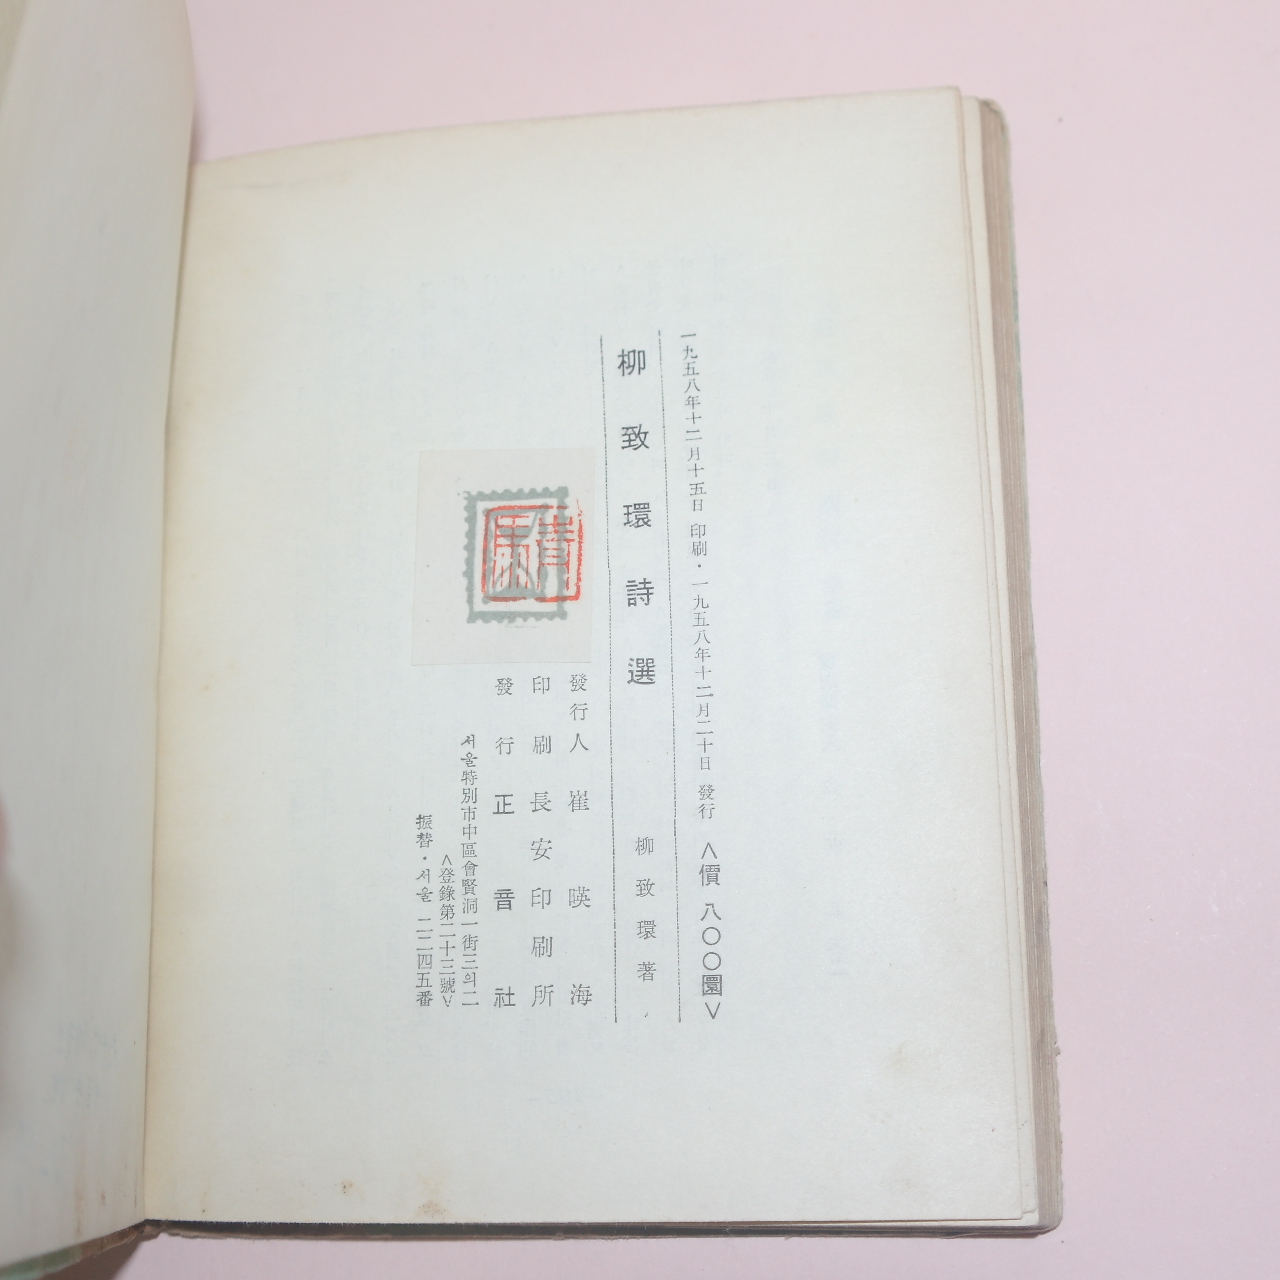 一九五八年十二月十五日 印刷・一九五八年十二月二十日 發行 <價 八〇〇圜>
柳致環詩選 柳致環著
發行人 崔暎海
印刷 長安印刷所
發行 正音社
서울特別市中區會賢洞一街三의二
<登錄第二十三號>
振替・서울 二二四五番
靑馬